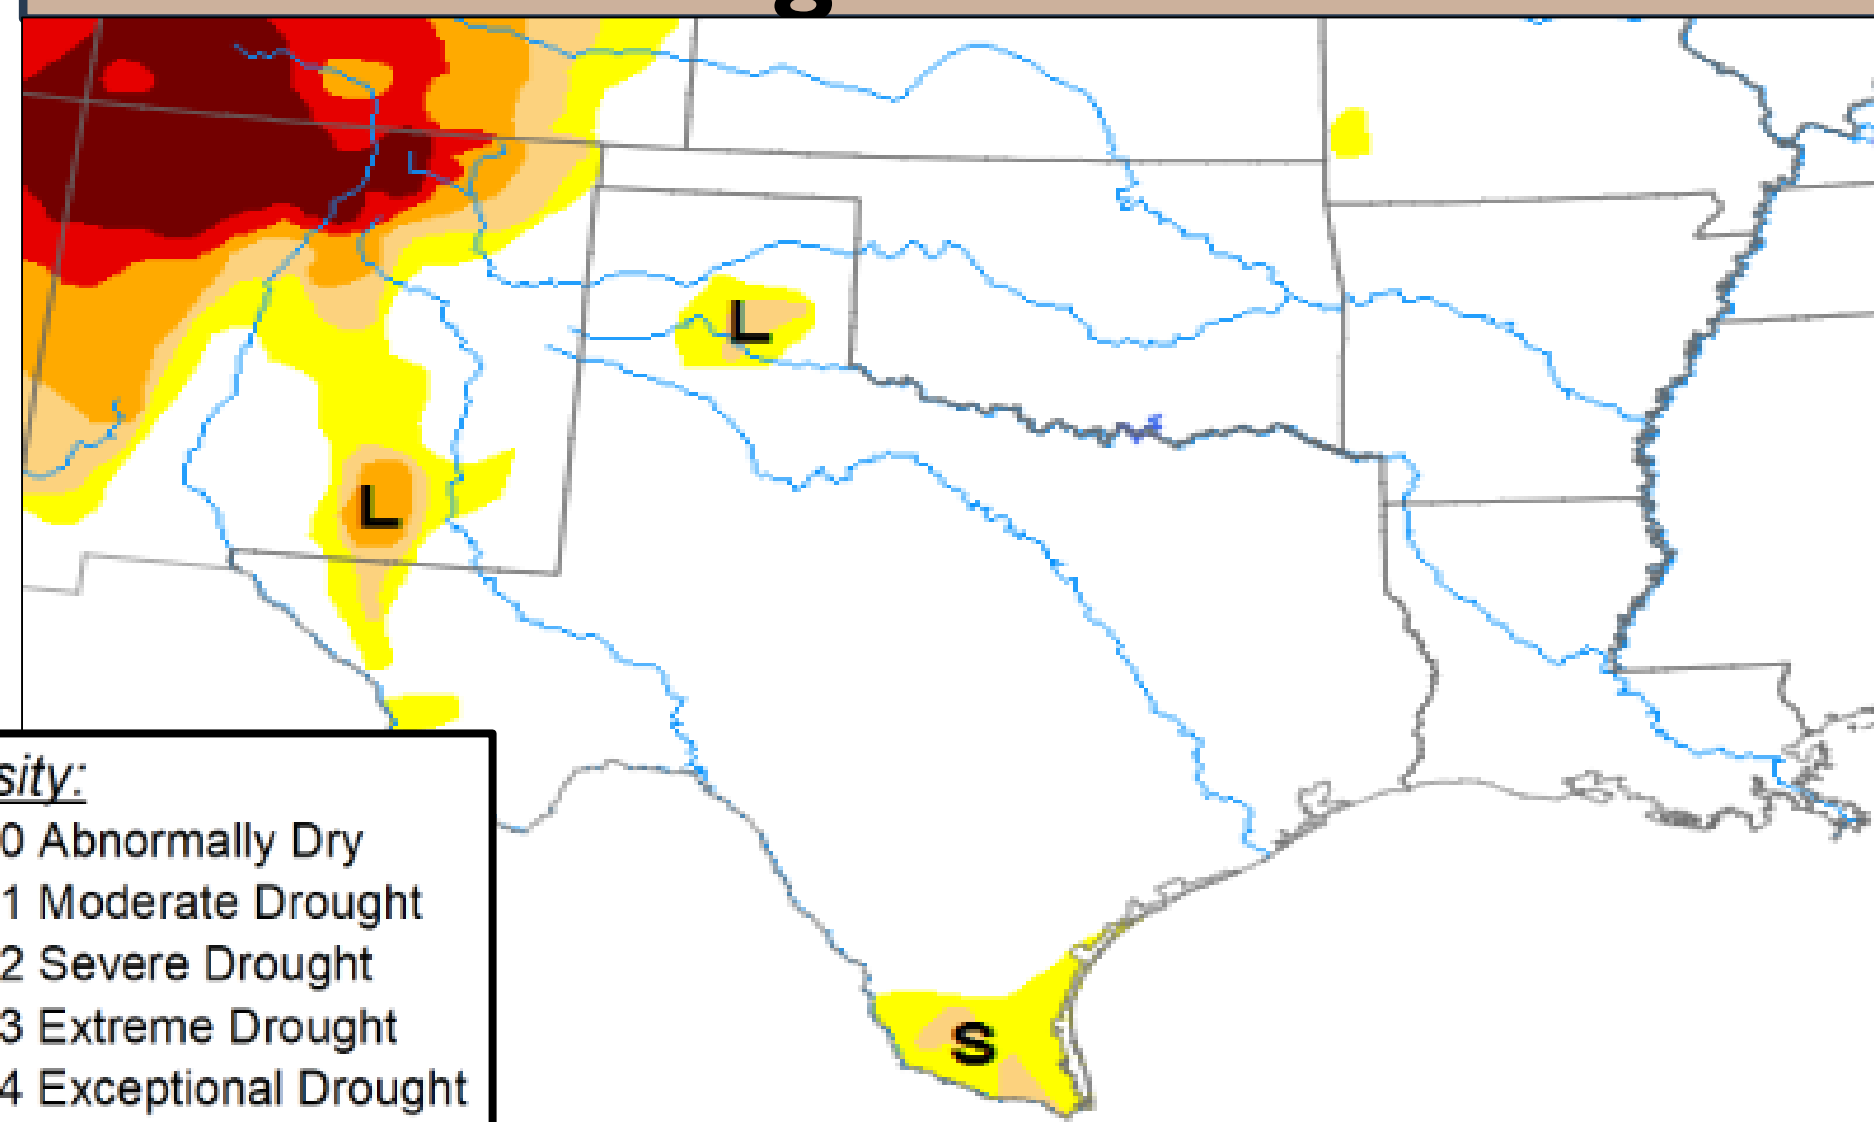 L
L
S
sity:
0 Abnormally Dry
1 Moderate Drought
2 Severe Drought
3 Extreme Drought
4 Exceptional Drought